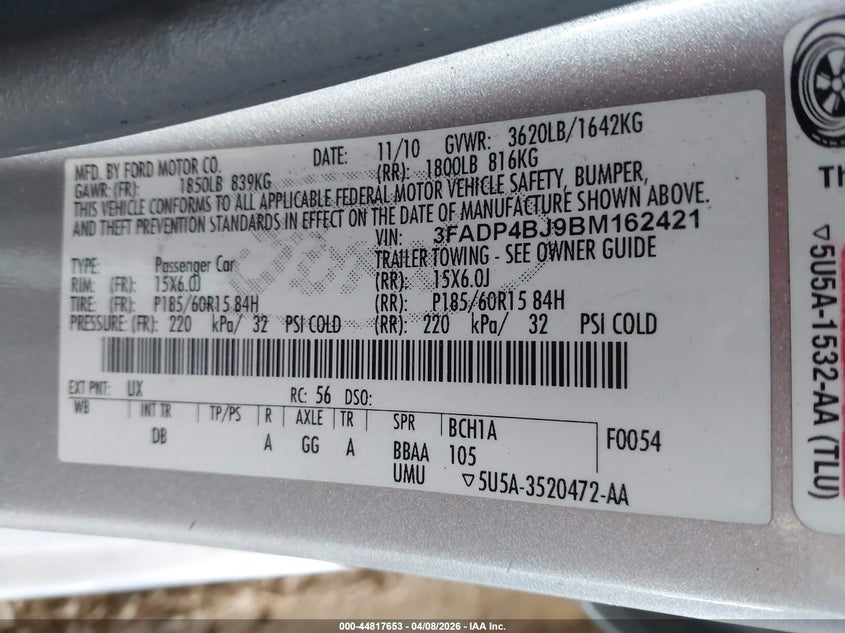 MFD. BY FORD MOTOR CO. DATE: 11/10 GVWR: 3620LB/1642KG
GAWR: (FR): 1850LB 839KG (RR): 1800LB 816KG
THIS VEHICLE CONFORMS TO ALL APPLICABLE FEDERAL MOTOR VEHICLE SAFETY, BUMPER,
AND THEFT PREVENTION STANDARDS IN EFFECT ON THE DATE OF MANUFACTURE SHOWN ABOVE.
VIN: 3FADP4BJ9BM162421
TYPE: Passenger Car TRAILER TOWING - SEE OWNER GUIDE
RIM: (FR): 15X6.0J (RR): 15X6.0J
TIRE: (FR): P185/60R15 84H (RR): P185/60R15 84H
PRESSURE: (FR): 220 kPa/ 32 PSI COLD (RR): 220 kPa/ 32 PSI COLD
EXT PNT: UX RC: 56 DSO:
WB INT TR TP/PS R AXLE TR SPR BCH1A
DB A GG A BBAA 105 F0054
UMU ▽5U5A-3520472-AA
Th
▽5U5A-1532-AA (TLU)
000-44817653 - 04/08/2026 - IAA Inc.